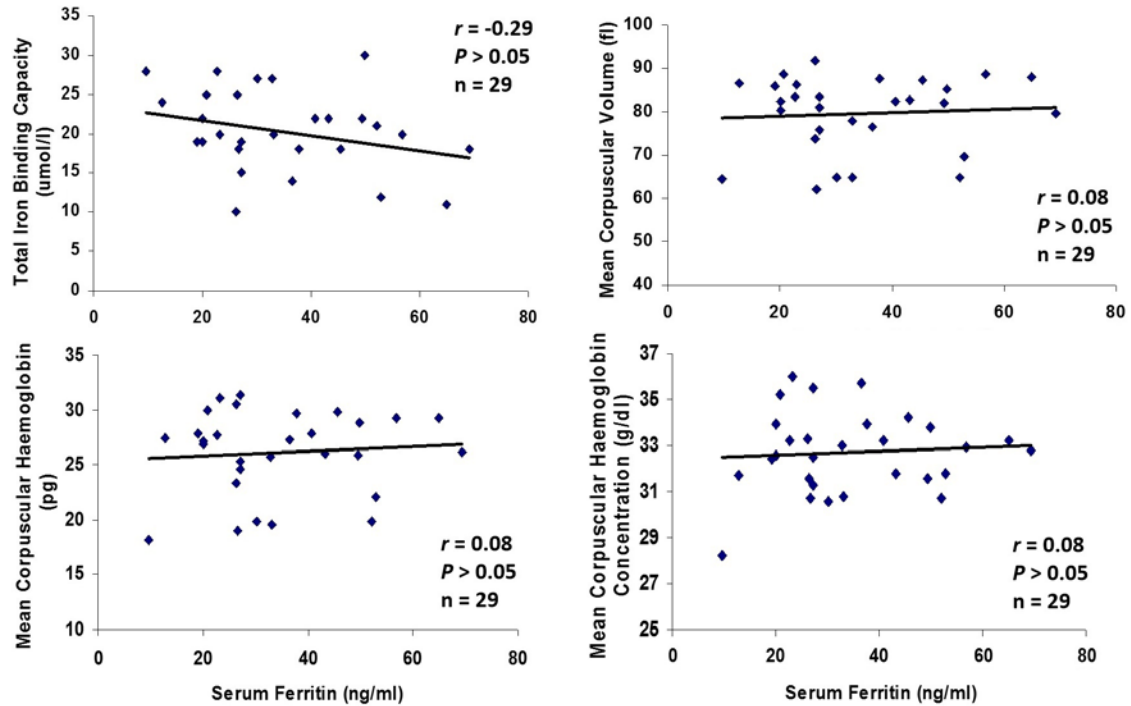 Total Iron Binding Capacity
(umol/l)
35
30
25
20
15
10
5
0
0 20 40 60 80
r = -0.29
P > 0.05
n = 29
Mean Corpuscular Volume (fl)
100
90
80
70
60
50
40
0 20 40 60 80
r = 0.08
P > 0.05
n = 29
Mean Corpuscular Haemoglobin
(pg)
35
30
25
20
15
10
0 20 40 60 80
Serum Ferritin (ng/ml)
r = 0.08
P > 0.05
n = 29
Mean Corpuscular Haemoglobin
Concentration (g/dl)
37
35
33
31
29
27
25
0 20 40 60 80
Serum Ferritin (ng/ml)
r = 0.08
P > 0.05
n = 29